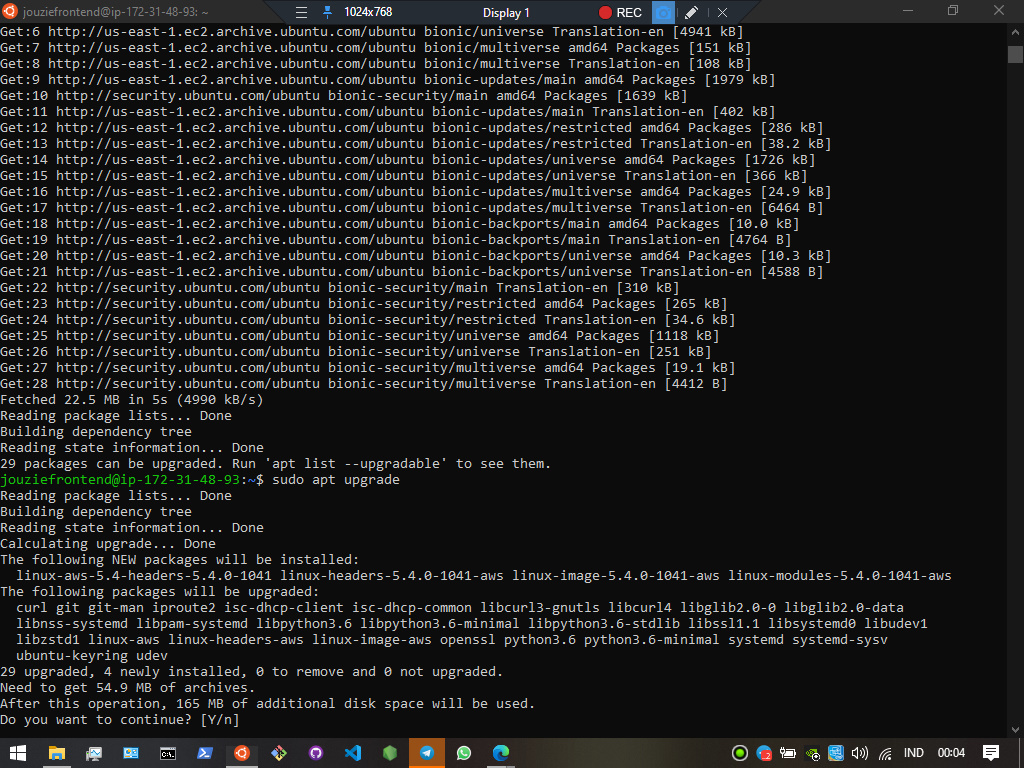 jouziefrontend@ip-172-31-48-93: ~
1024x768
Display 1
REC
Get:6 http://us-east-1.ec2.archive.ubuntu.com/ubuntu bionic/universe Translation-en [4941 kB]
Get:7 http://us-east-1.ec2.archive.ubuntu.com/ubuntu bionic/multiverse amd64 Packages [151 kB]
Get:8 http://us-east-1.ec2.archive.ubuntu.com/ubuntu bionic/multiverse Translation-en [108 kB]
Get:9 http://us-east-1.ec2.archive.ubuntu.com/ubuntu bionic-updates/main amd64 Packages [1979 kB]
Get:10 http://security.ubuntu.com/ubuntu bionic-security/main amd64 Packages [1639 kB]
Get:11 http://us-east-1.ec2.archive.ubuntu.com/ubuntu bionic-updates/main Translation-en [402 kB]
Get:12 http://us-east-1.ec2.archive.ubuntu.com/ubuntu bionic-updates/restricted amd64 Packages [286 kB]
Get:13 http://us-east-1.ec2.archive.ubuntu.com/ubuntu bionic-updates/restricted Translation-en [38.2 kB]
Get:14 http://us-east-1.ec2.archive.ubuntu.com/ubuntu bionic-updates/universe amd64 Packages [1726 kB]
Get:15 http://us-east-1.ec2.archive.ubuntu.com/ubuntu bionic-updates/universe Translation-en [366 kB]
Get:16 http://us-east-1.ec2.archive.ubuntu.com/ubuntu bionic-updates/multiverse amd64 Packages [24.9 kB]
Get:17 http://us-east-1.ec2.archive.ubuntu.com/ubuntu bionic-updates/multiverse Translation-en [6464 B]
Get:18 http://us-east-1.ec2.archive.ubuntu.com/ubuntu bionic-backports/main amd64 Packages [10.0 kB]
Get:19 http://us-east-1.ec2.archive.ubuntu.com/ubuntu bionic-backports/main Translation-en [4764 B]
Get:20 http://us-east-1.ec2.archive.ubuntu.com/ubuntu bionic-backports/universe amd64 Packages [10.3 kB]
Get:21 http://us-east-1.ec2.archive.ubuntu.com/ubuntu bionic-backports/universe Translation-en [4588 B]
Get:22 http://security.ubuntu.com/ubuntu bionic-security/main Translation-en [310 kB]
Get:23 http://security.ubuntu.com/ubuntu bionic-security/restricted amd64 Packages [265 kB]
Get:24 http://security.ubuntu.com/ubuntu bionic-security/restricted Translation-en [34.6 kB]
Get:25 http://security.ubuntu.com/ubuntu bionic-security/universe amd64 Packages [1118 kB]
Get:26 http://security.ubuntu.com/ubuntu bionic-security/universe Translation-en [251 kB]
Get:27 http://security.ubuntu.com/ubuntu bionic-security/multiverse amd64 Packages [19.1 kB]
Get:28 http://security.ubuntu.com/ubuntu bionic-security/multiverse Translation-en [4412 B]
Fetched 22.5 MB in 5s (4990 kB/s)
Reading package lists... Done
Building dependency tree
Reading state information... Done
29 packages can be upgraded. Run 'apt list --upgradable' to see them.
jouziefrontend@ip-172-31-48-93:~$ sudo apt upgrade
Reading package lists... Done
Building dependency tree
Reading state information... Done
Calculating upgrade... Done
The following NEW packages will be installed:
linux-aws-5.4-headers-5.4.0-1041 linux-headers-5.4.0-1041-aws linux-image-5.4.0-1041-aws linux-modules-5.4.0-1041-aws
The following packages will be upgraded:
curl git git-man iproute2 isc-dhcp-client isc-dhcp-common libcurl3-gnutls libcurl4 libglib2.0-0 libglib2.0-data
libnss-systemd libpam-systemd libpython3.6 libpython3.6-minimal libpython3.6-stdlib libssl1.1 libsystemd0 libudev1
libzstd1 linux-aws linux-headers-aws linux-image-aws openssl python3.6 python3.6-minimal systemd systemd-sysv
ubuntu-keyring udev
29 upgraded, 4 newly installed, 0 to remove and 0 not upgraded.
Need to get 54.9 MB of archives.
After this operation, 165 MB of additional disk space will be used.
Do you want to continue? [Y/n]
IND
00:04